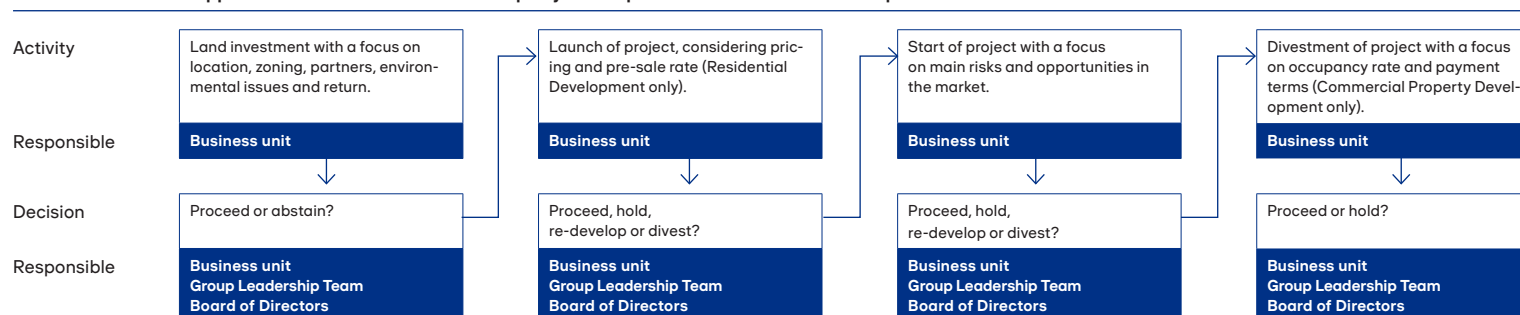 Activity
Land investment with a focus on
location, zoning, partners, environ-
mental issues and return.
Launch of project, considering pric-
ing and pre-sale rate (Residential
Development only).
Start of project with a focus
on main risks and opportunities in
the market.
Divestment of project with a focus
on occupancy rate and payment
terms (Commercial Property Devel-
opment only).
Responsible
Business unit
Business unit
Business unit
Business unit
Decision
Proceed or abstain?
Proceed, hold,
re-develop or divest?
Proceed, hold,
re-develop or divest?
Proceed or hold?
Responsible
Business unit
Group Leadership Team
Board of Directors
Business unit
Group Leadership Team
Board of Directors
Business unit
Group Leadership Team
Board of Directors
Business unit
Group Leadership Team
Board of Directors